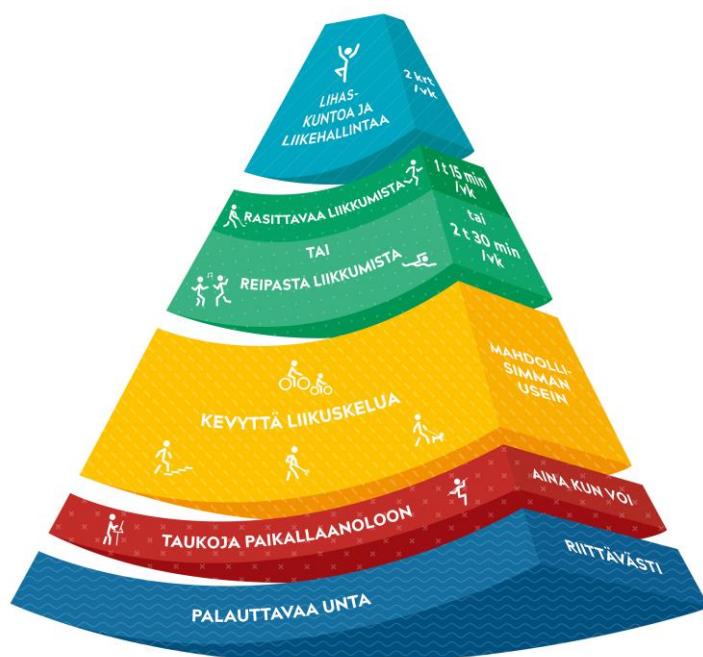 LIHAS-
KUNTOA JA
LIIKEHALLINTAA
2 krt
/vk
RASITTAVAA LIIKKUMISTA
1 t 15 min
/vk
TAI
REIPASTA LIIKKUMISTA
tai
2 t 30 min
/vk
KEVYTTÄ LIIKUSKELUA
MAHDOLLI-
SIMMAN
USEIN
TAUKOJA PAIKALLAANOLOON
AINA KUN VOI
PALAUTTAVAA UNTA
RIITTÄVÄSTI